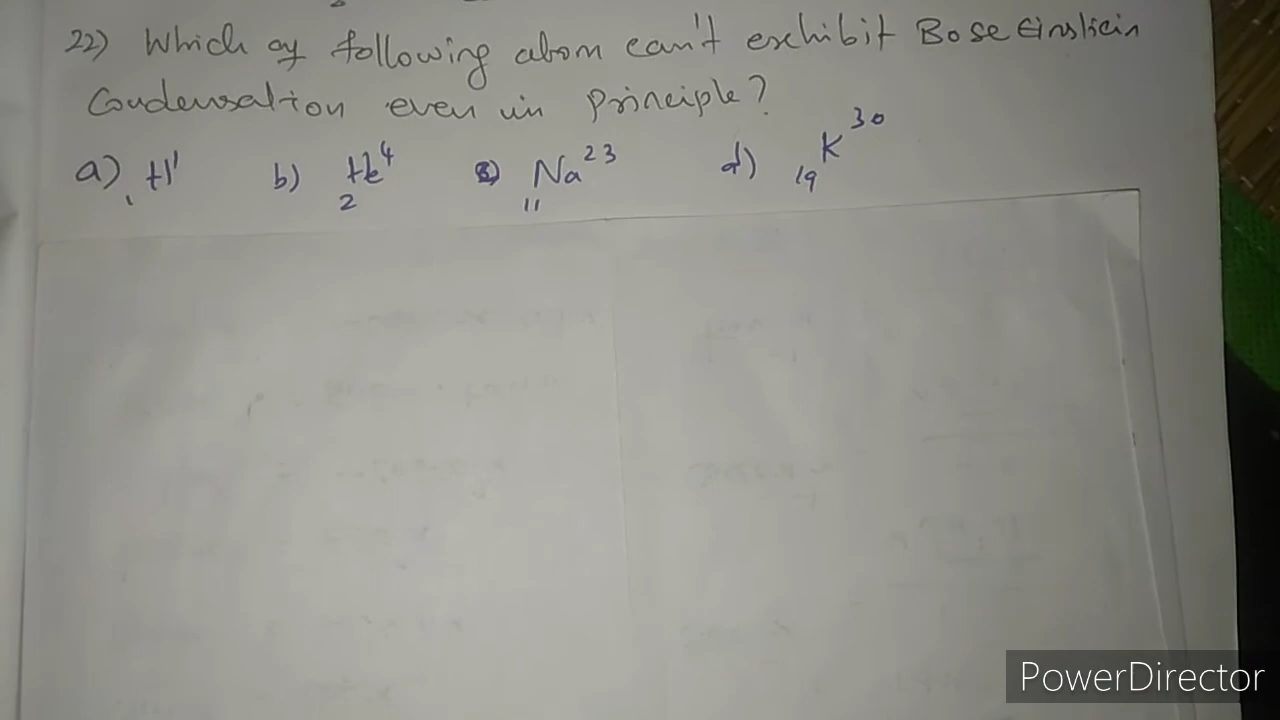 22) Which of following atom can't exhibit Bose Einstein
Condensation even in Principle?
a) ₁H¹ b) ₂He⁴ c) ₁₁Na²³ d) ₁₉K³⁰
PowerDirector